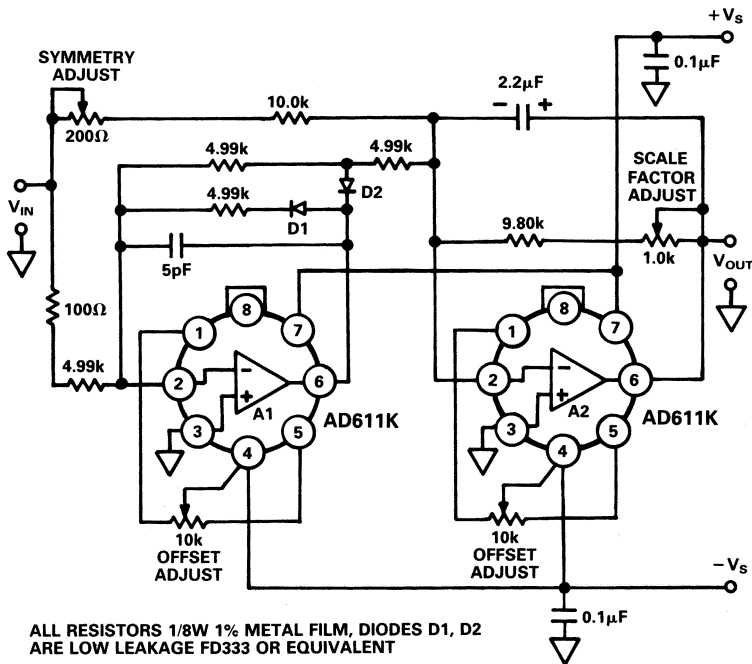 +VS
SYMMETRY
ADJUST
0.1μF
2.2μF
− +
10.0k
200Ω
4.99k
4.99k
SCALE
FACTOR
ADJUST
4.99k
D2
D1
VIN
9.80k
1.0k
VOUT
5pF
100Ω
8
1
7
4.99k
2
−
+
A1
6
3
5
4
AD611K
8
1
7
2
−
+
A2
6
3
5
4
AD611K
10k
OFFSET
ADJUST
10k
OFFSET
ADJUST
−VS
0.1μF
ALL RESISTORS 1/8W 1% METAL FILM, DIODES D1, D2
ARE LOW LEAKAGE FD333 OR EQUIVALENT